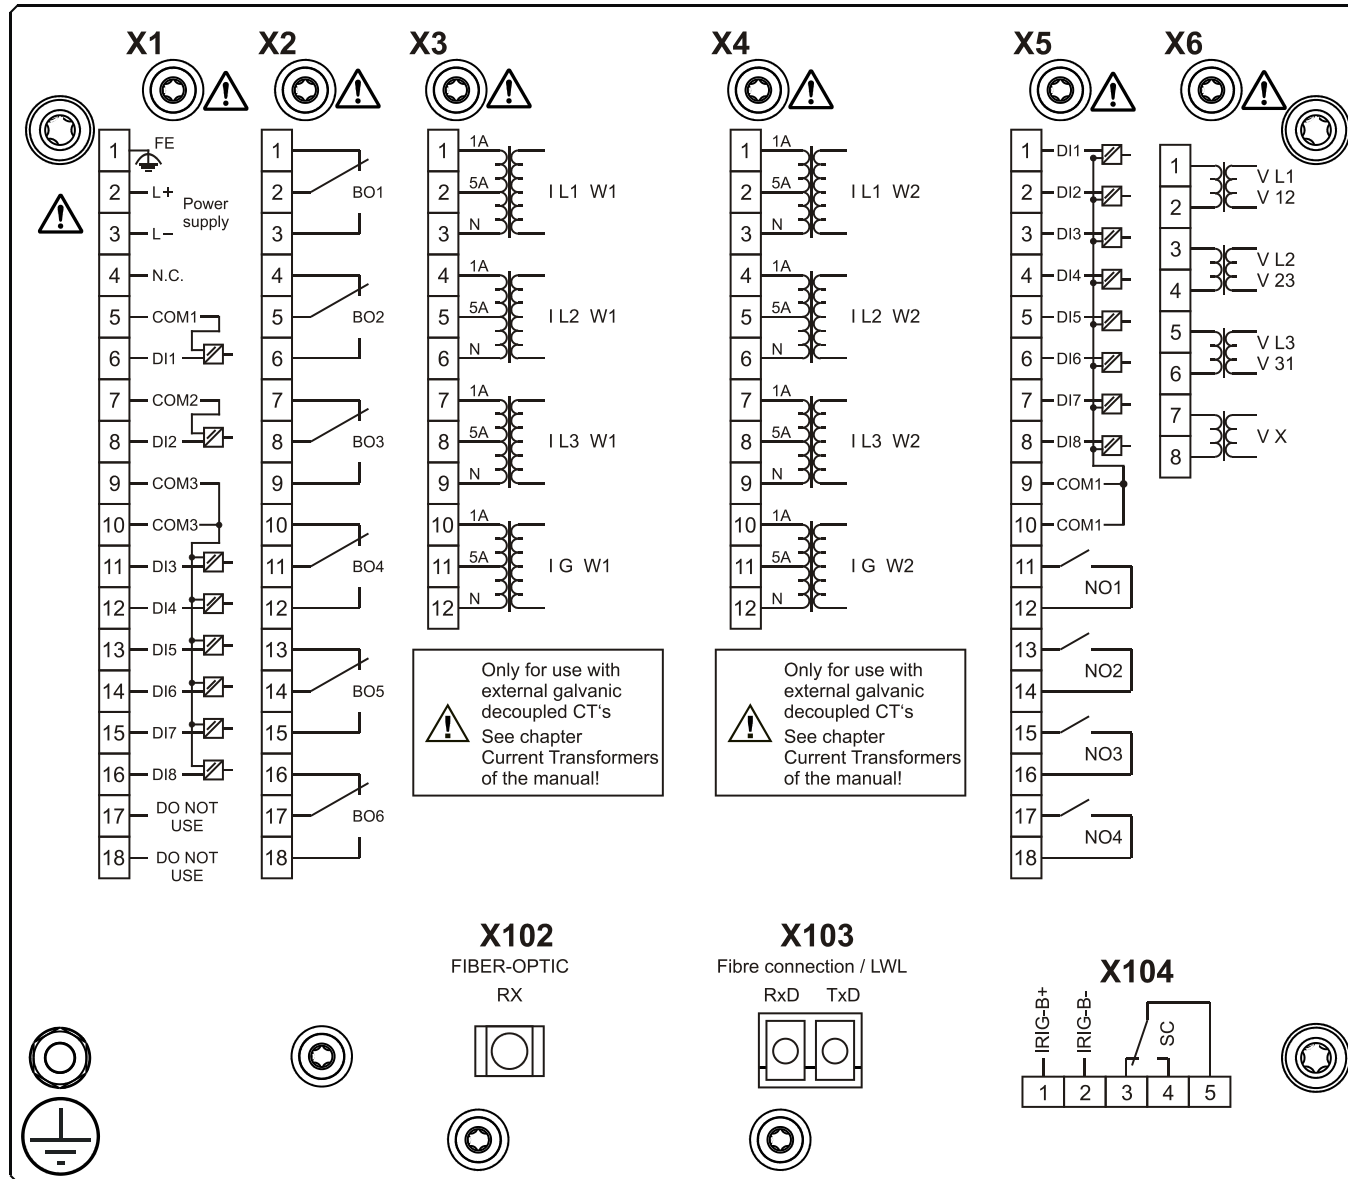 X1 X2 X3 X4 X5 X6
1 FE
2 L+
Power
supply
3 L−
4 N.C.
5 COM1
6 DI1
7 COM2
8 DI2
9 COM3
10 COM3
11 DI3
12 DI4
13 DI5
14 DI6
15 DI7
16 DI8
17 DO NOT
USE
18 DO NOT
USE
1
2 BO1
3
4
5 BO2
6
7
8 BO3
9
10
11 BO4
12
13
14 BO5
15
16
17 BO6
18
1 1A
2 5A I L1 W1
3 N
4 1A
5 5A I L2 W1
6 N
7 1A
8 5A I L3 W1
9 N
10 1A
11 5A I G W1
12 N
Only for use with
external galvanic
decoupled CT‘s
See chapter
Current Transformers
of the manual!
1 1A
2 5A I L1 W2
3 N
4 1A
5 5A I L2 W2
6 N
7 1A
8 5A I L3 W2
9 N
10 1A
11 5A I G W2
12 N
Only for use with
external galvanic
decoupled CT‘s
See chapter
Current Transformers
of the manual!
1 DI1
2 DI2
3 DI3
4 DI4
5 DI5
6 DI6
7 DI7
8 DI8
9 COM1
10 COM1
11
NO1
12
13
NO2
14
15
NO3
16
17
NO4
18
1 V L1
2 V 12
3 V L2
4 V 23
5 V L3
6 V 31
7
V X
8
X102
FIBER-OPTIC
RX
X103
Fibre connection / LWL
RxD TxD
X104
IRIG-B+
IRIG-B-
SC
1 2 3 4 5